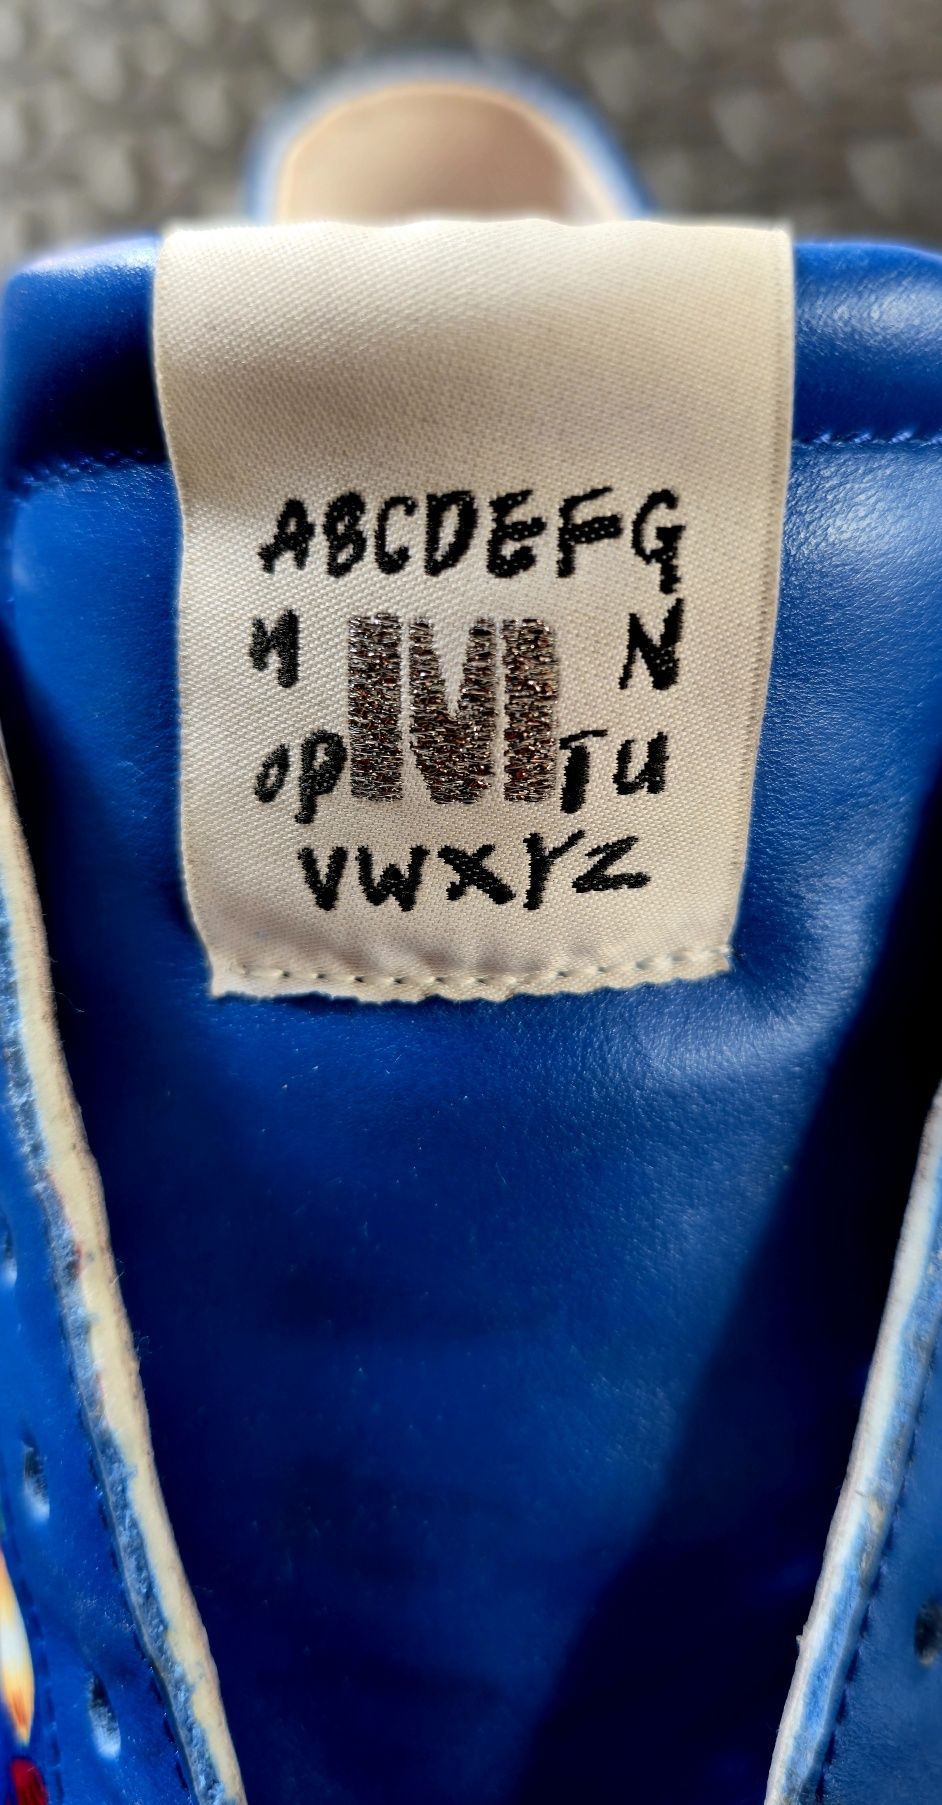 ABCDEFG
H M N
OP TU
VWXYZ